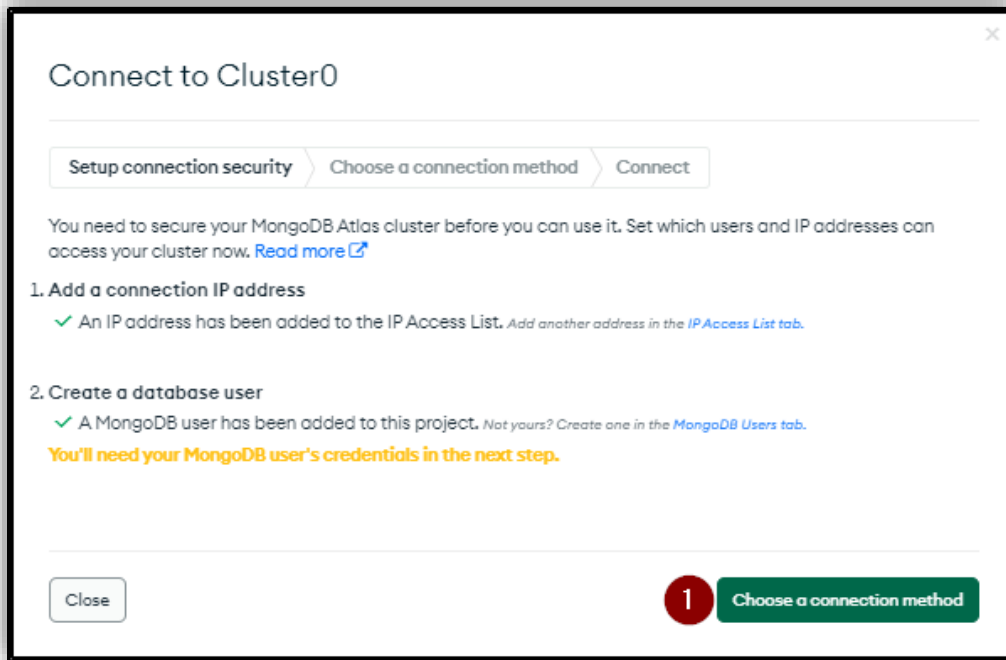 Connect to Cluster0
Setup connection security
Choose a connection method
Connect
You need to secure your MongoDB Atlas cluster before you can use it. Set which users and IP addresses can
access your cluster now. Read more
1. Add a connection IP address
An IP address has been added to the IP Access List. Add another address in the IP Access List tab.
2. Create a database user
A MongoDB user has been added to this project. Not yours? Create one in the MongoDB Users tab.
You'll need your MongoDB user's credentials in the next step.
Close
1
Choose a connection method